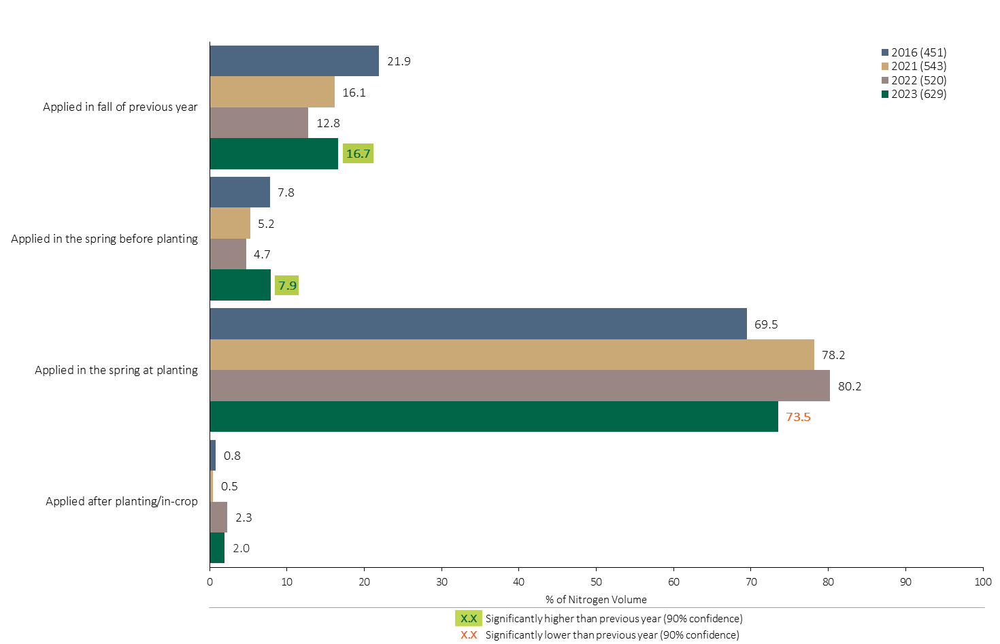 2016 (451)
2021 (543)
2022 (520)
2023 (629)
Applied in fall of previous year
21.9
16.1
12.8
16.7
Applied in the spring before planting
7.8
5.2
4.7
7.9
Applied in the spring at planting
69.5
78.2
80.2
73.5
Applied after planting/in-crop
0.8
0.5
2.3
2.0
0 10 20 30 40 50 60 70 80 90 100
% of Nitrogen Volume
X.X Significantly higher than previous year (90% confidence)
X.X Significantly lower than previous year (90% confidence)